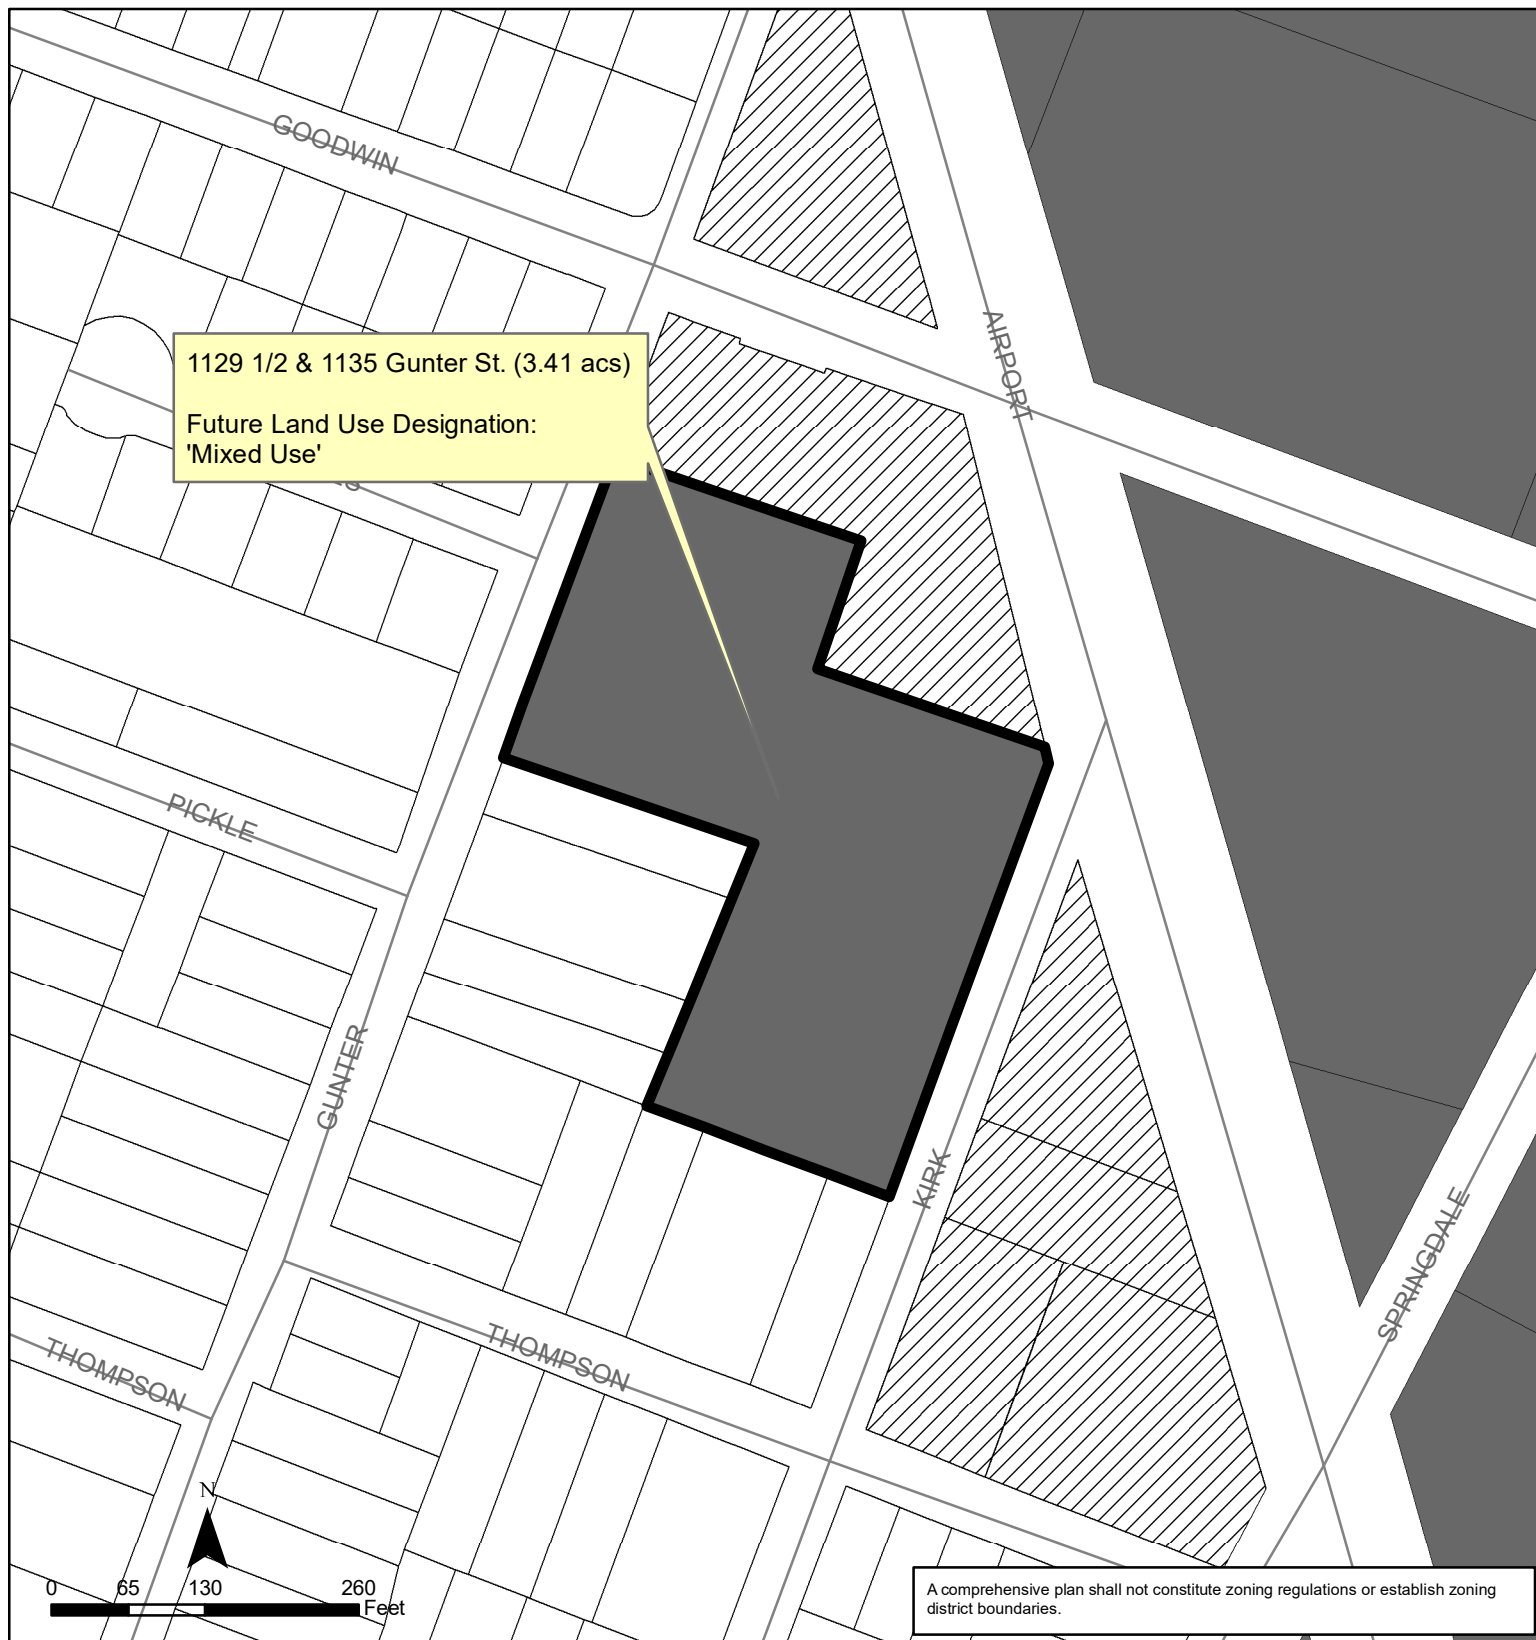 GOODWIN
AIRPORT
1129 1/2 & 1135 Gunter St. (3.41 acs)
Future Land Use Designation:
'Mixed Use'
PICKLE
GUNTER
KIRK
SPRINGDALE
THOMPSON
THOMPSON
N
0 65 130 260
Feet
A comprehensive plan shall not constitute zoning regulations or establish zoning
district boundaries.